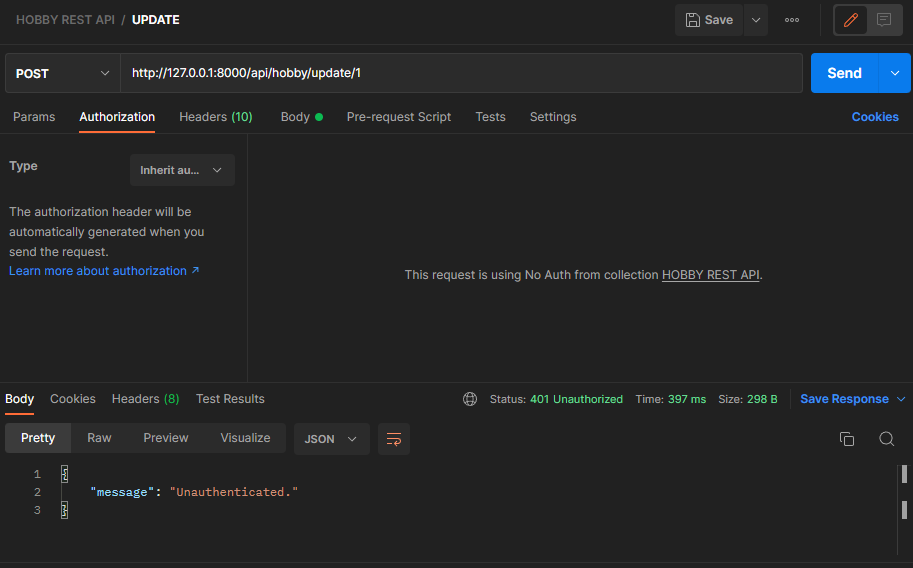 HOBBY REST API / UPDATE
Save
POST
http://127.0.0.1:8000/api/hobby/update/1
Send
Params Authorization Headers (10) Body Pre-request Script Tests Settings Cookies
Type
Inherit au...
The authorization header will be
automatically generated when you
send the request.
Learn more about authorization ↗
This request is using No Auth from collection HOBBY REST API.
Body Cookies Headers (8) Test Results
Status: 401 Unauthorized Time: 397 ms Size: 298 B Save Response
Pretty Raw Preview Visualize JSON
1 {
2 "message": "Unauthenticated."
3 }